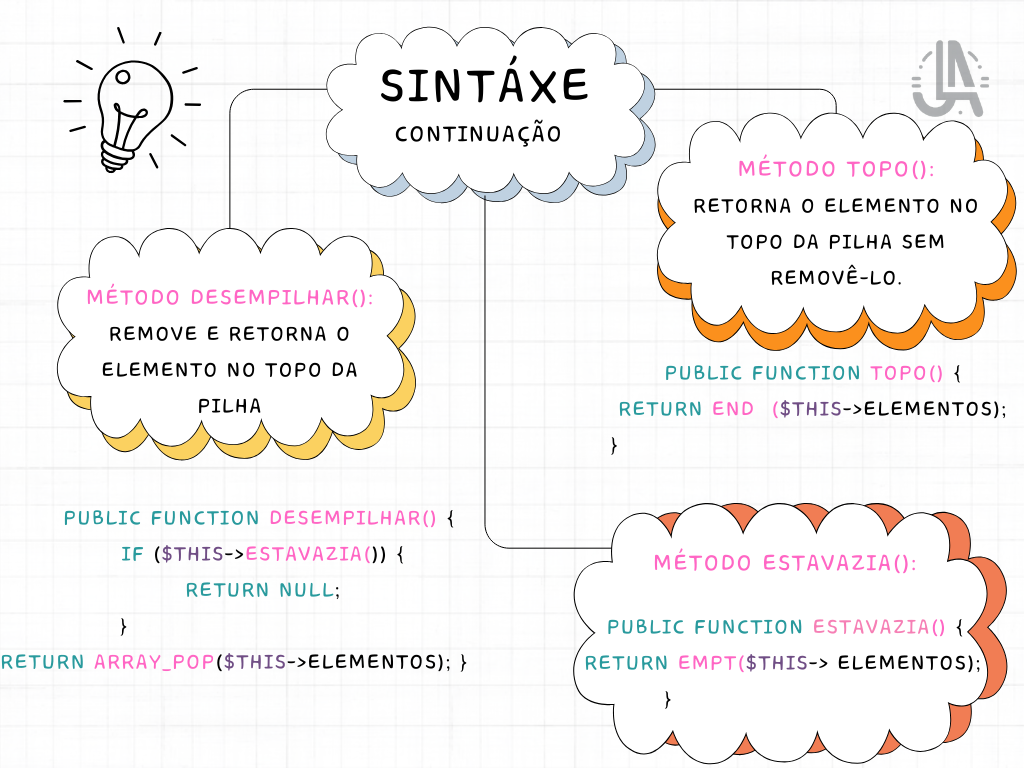 SINTÁXE
CONTINUAÇÃO
MÉTODO DESEMPILHAR():
REMOVE E RETORNA O
ELEMENTO NO TOPO DA
PILHA
PUBLIC FUNCTION DESEMPILHAR() {
IF ($THIS->ESTAVAZIA()) {
RETURN NULL;
}
RETURN ARRAY_POP($THIS->ELEMENTOS); }
MÉTODO TOPO():
RETORNA O ELEMENTO NO
TOPO DA PILHA SEM
REMOVÊ-LO.
PUBLIC FUNCTION TOPO() {
RETURN END ($THIS->ELEMENTOS);
}
MÉTODO ESTAVAZIA():
PUBLIC FUNCTION ESTAVAZIA() {
RETURN EMPT($THIS-> ELEMENTOS);
}